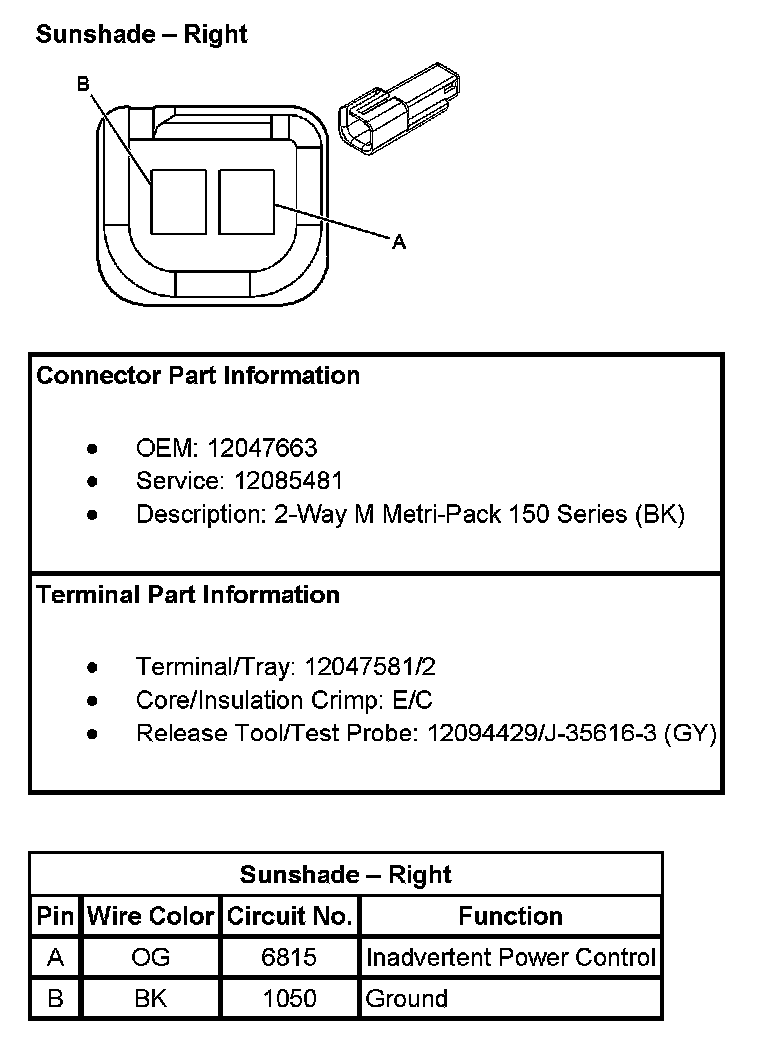 Sunshade – Right
B
A
Connector Part Information
• OEM: 12047663
• Service: 12085481
• Description: 2-Way M Metri-Pack 150 Series (BK)
Terminal Part Information
• Terminal/Tray: 12047581/2
• Core/Insulation Crimp: E/C
• Release Tool/Test Probe: 12094429/J-35616-3 (GY)
Sunshade – Right
Pin Wire Color Circuit No. Function
A OG 6815 Inadvertent Power Control
B BK 1050 Ground